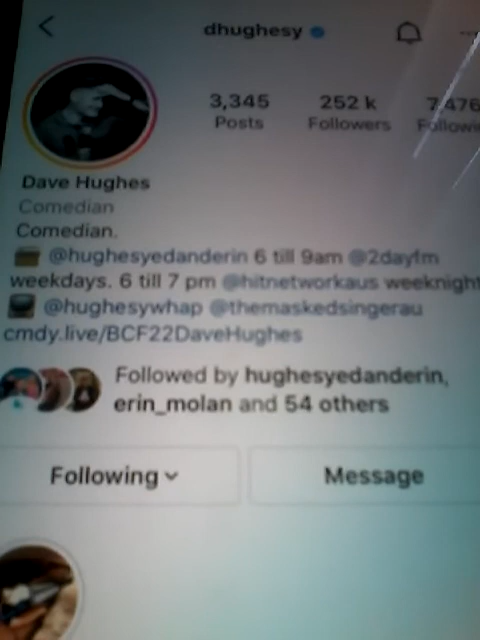 dhughesy
3,345 252 k 7,476
Posts Followers Followi
Dave Hughes
Comedian
Comedian.
@hughesyedanderin 6 till 9am @2dayfm
weekdays. 6 till 7 pm @hitnetworkaus weeknight
@hughesywhap @themaskedsingerau
cmdy.live/BCF22DaveHughes
Followed by hughesyedanderin,
erin_molan and 54 others
Following Message